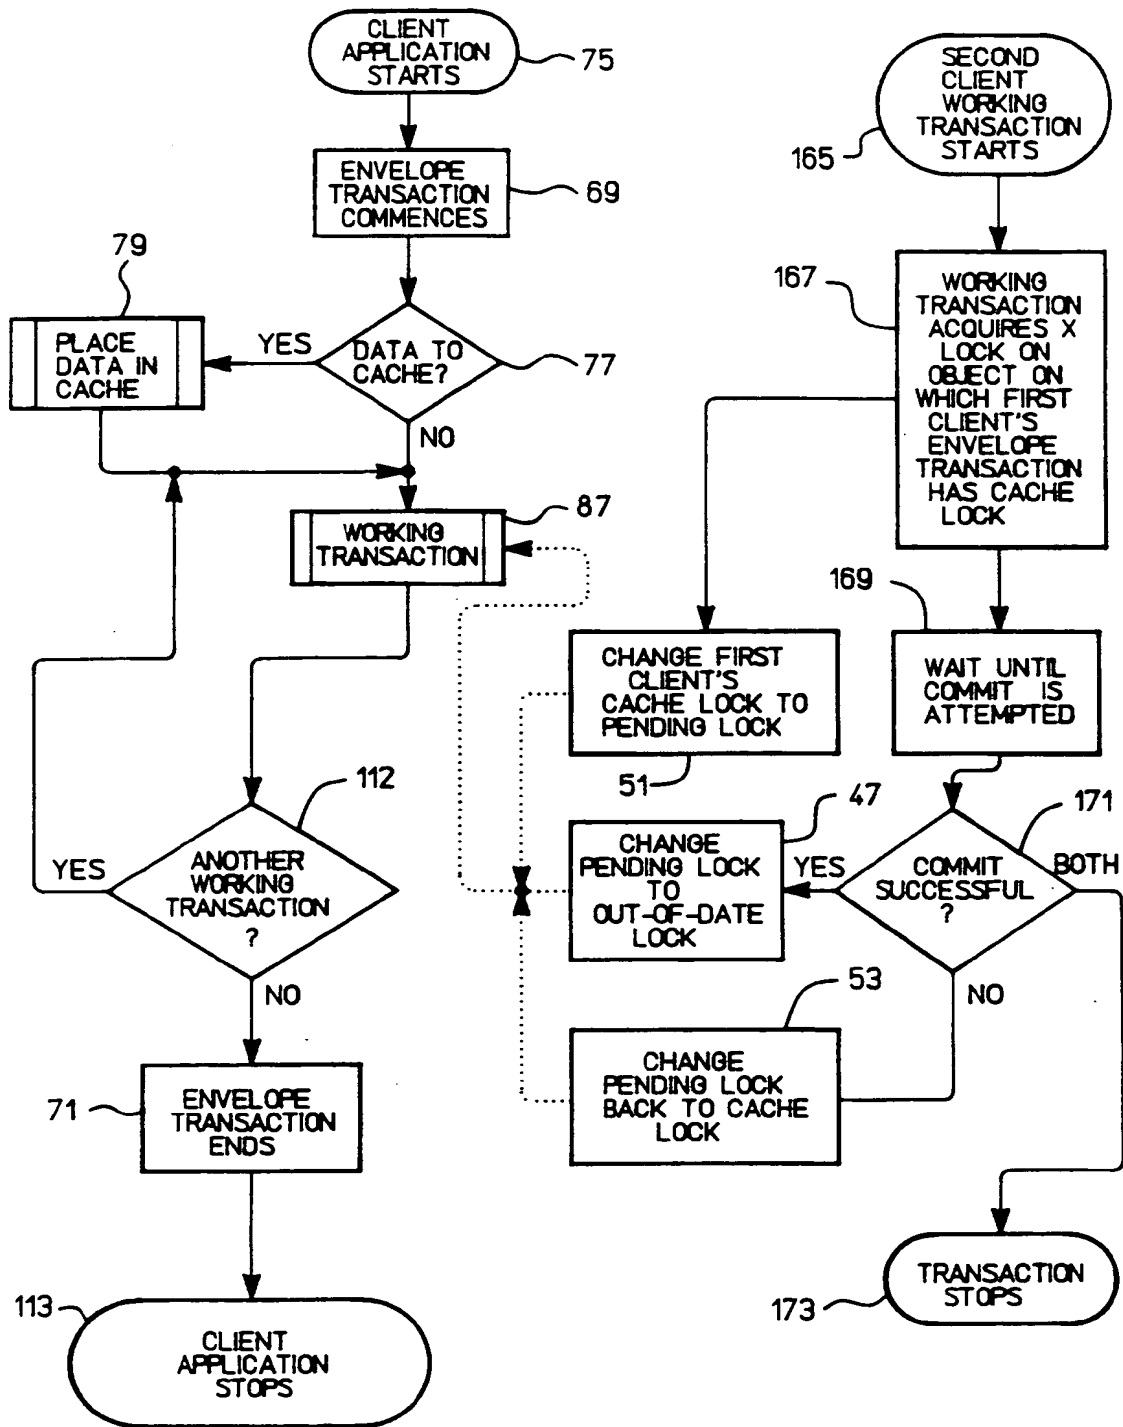 CLIENT
APPLICATION
STARTS
75
ENVELOPE
TRANSACTION
COMMENCES
69
79
PLACE
DATA IN
CACHE
YES
DATA TO
CACHE?
77
NO
WORKING
TRANSACTION
87
112
YES
ANOTHER
WORKING
TRANSACTION
?
NO
71
ENVELOPE
TRANSACTION
ENDS
113
CLIENT
APPLICATION
STOPS
SECOND
CLIENT
WORKING
TRANSACTION
STARTS
165
167
WORKING
TRANSACTION
ACQUIRES X
LOCK ON
OBJECT ON
WHICH FIRST
CLIENT'S
ENVELOPE
TRANSACTION
HAS CACHE
LOCK
169
WAIT UNTIL
COMMIT IS
ATTEMPTED
CHANGE FIRST
CLIENT'S
CACHE LOCK TO
PENDING LOCK
51
47
CHANGE
PENDING LOCK
TO
OUT-OF-DATE
LOCK
YES
COMMIT
SUCCESSFUL
?
171
BOTH
NO
53
CHANGE
PENDING LOCK
BACK TO CACHE
LOCK
TRANSACTION
STOPS
173